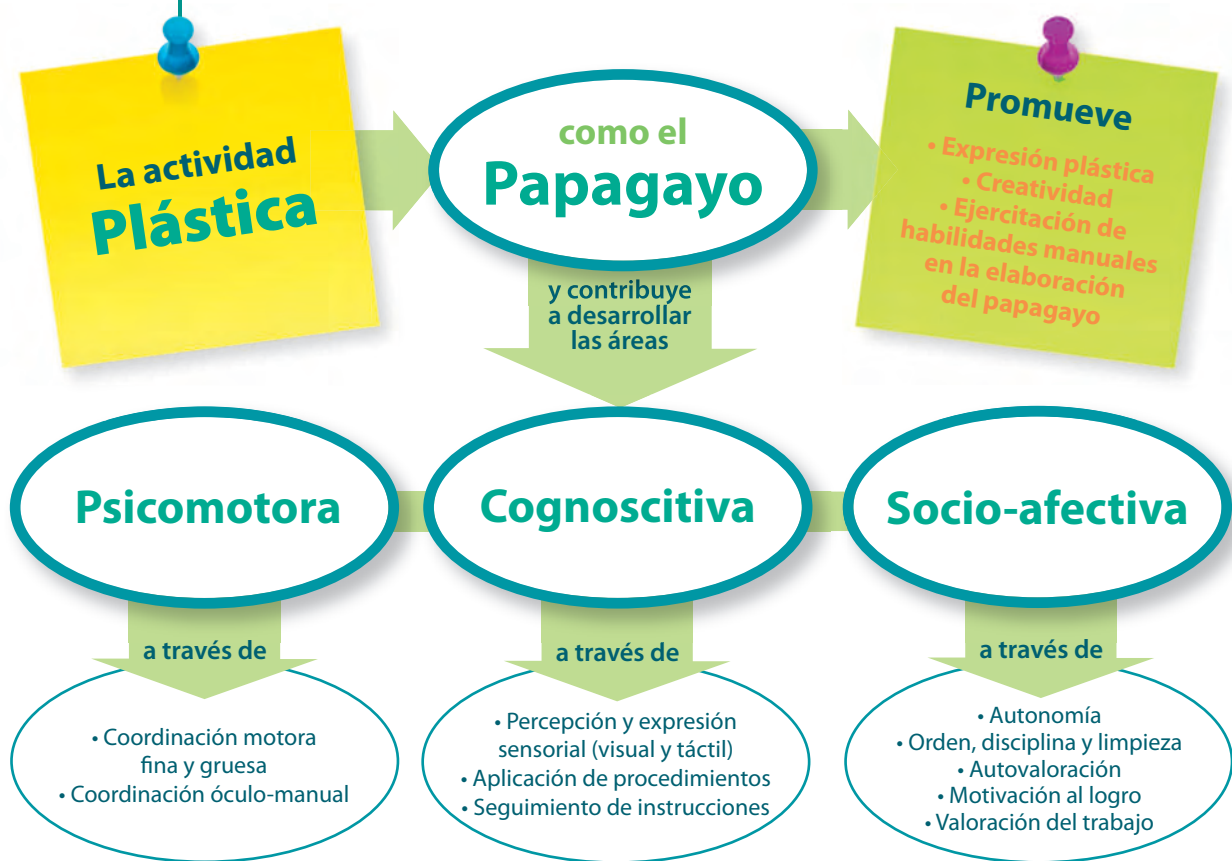 La actividad
Plástica
como el
Papagayo
Promueve
• Expresión plástica
• Creatividad
• Ejercitación de
habilidades manuales
en la elaboración
del papagayo
y contribuye
a desarrollar
las áreas
Psicomotora
Cognoscitiva
Socio-afectiva
a través de
a través de
a través de
• Coordinación motora
fina y gruesa
• Coordinación óculo-manual
• Percepción y expresión
sensorial (visual y táctil)
• Aplicación de procedimientos
• Seguimiento de instrucciones
• Autonomía
• Orden, disciplina y limpieza
• Autovaloración
• Motivación al logro
• Valoración del trabajo